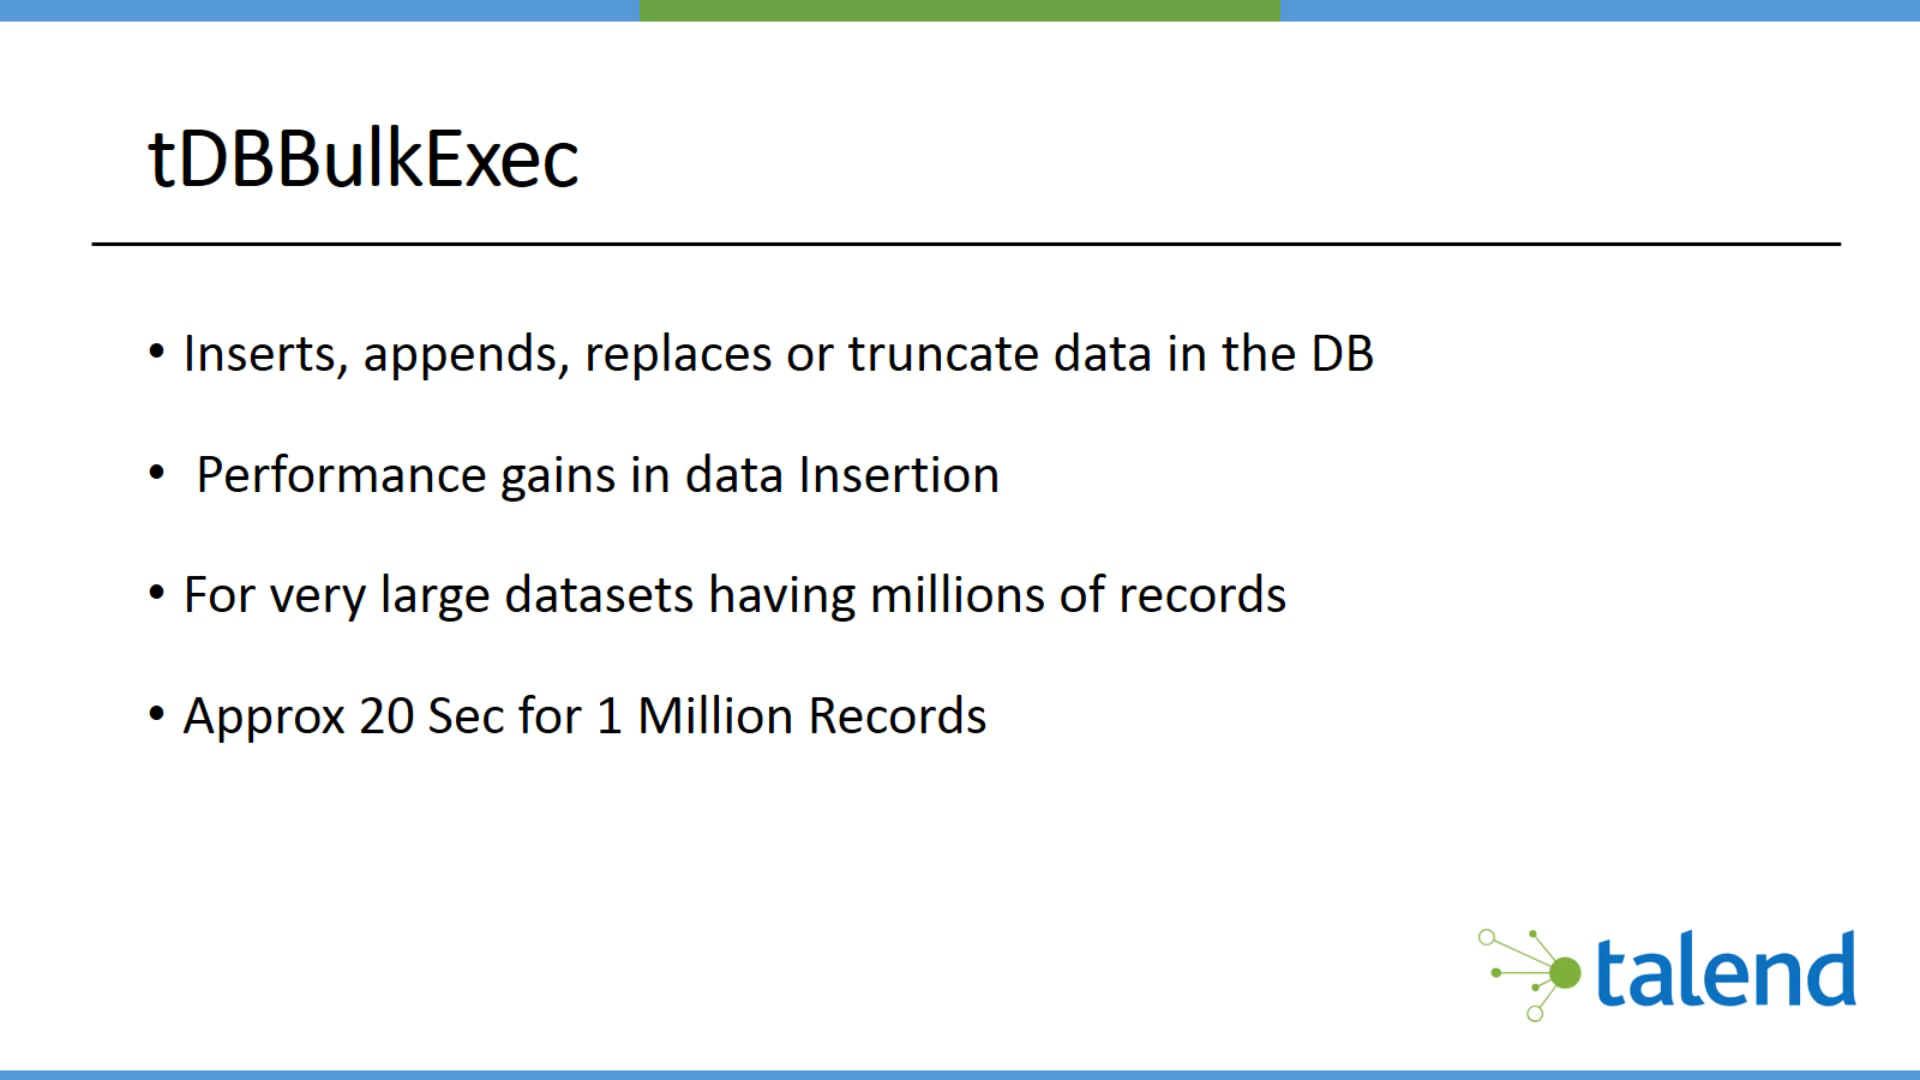 tDBBulkExec
• Inserts, appends, replaces or truncate data in the DB
• Performance gains in data Insertion
• For very large datasets having millions of records
• Approx 20 Sec for 1 Million Records
talend